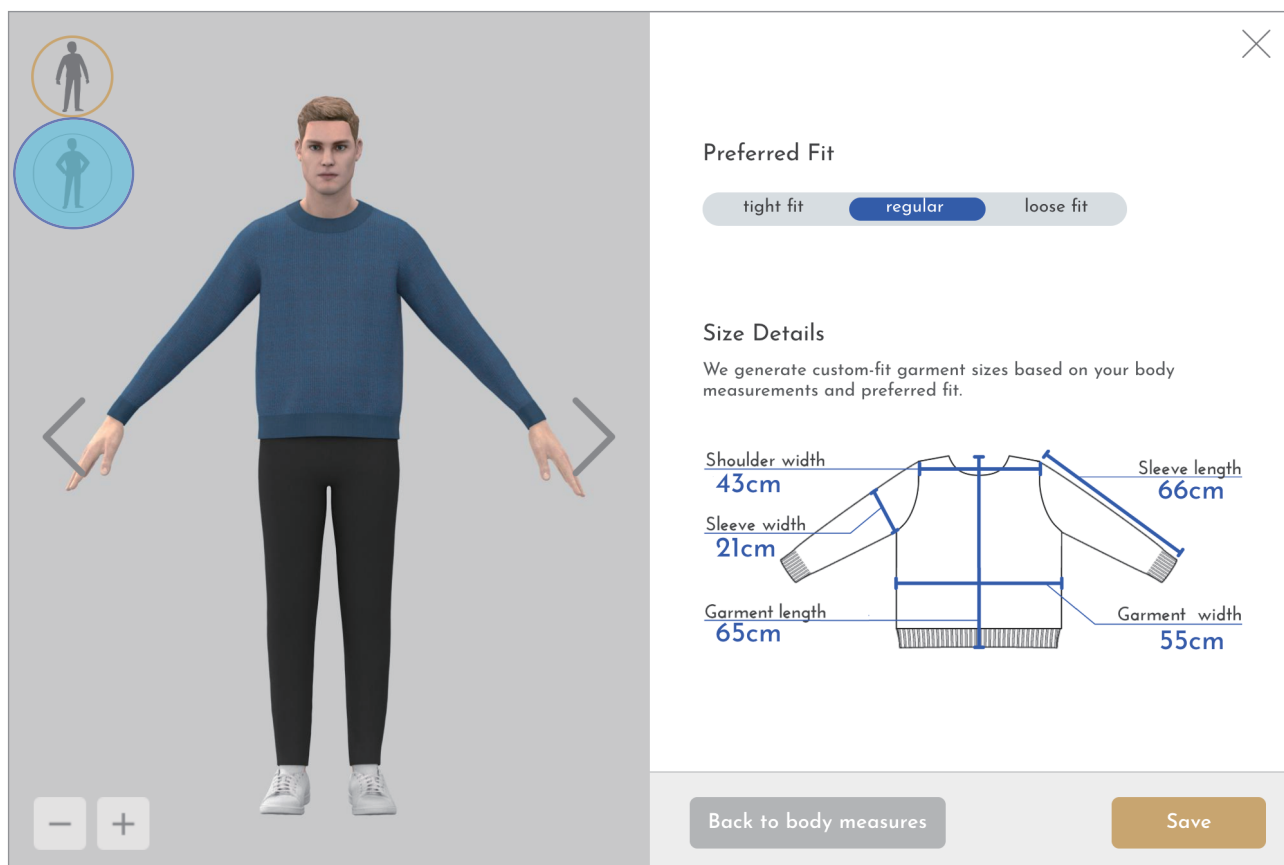 Preferred Fit
tight fit
regular
loose fit
Size Details
We generate custom-fit garment sizes based on your body
measurements and preferred fit.
Shoulder width
43cm
Sleeve length
66cm
Sleeve width
21cm
Garment length
65cm
Garment width
55cm
Back to body measures
Save